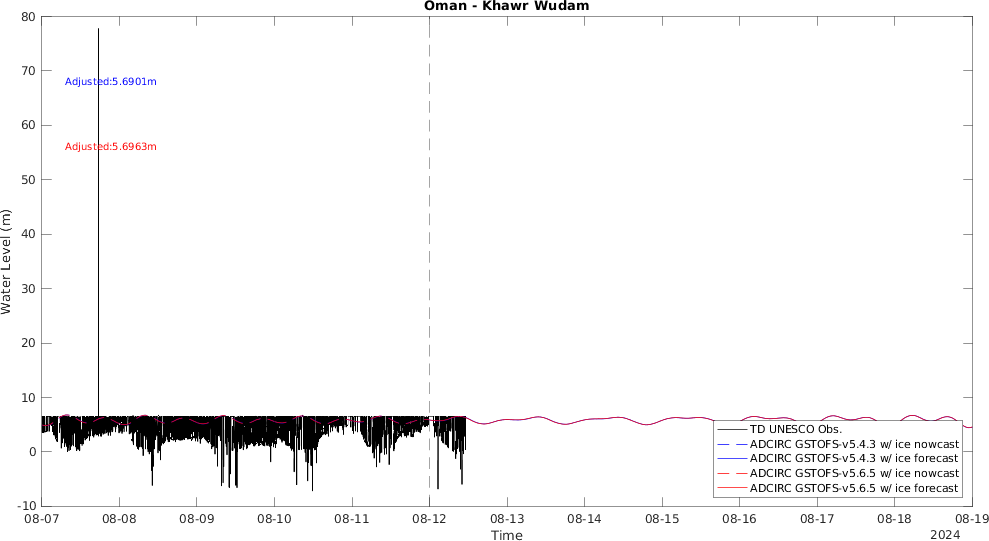 Oman - Khawr Wudam
80
70
60
50
40
30
20
10
0
-10
Water Level (m)
Adjusted:5.6901m
Adjusted:5.6963m
TD UNESCO Obs.
ADCIRC GSTOFS-v5.4.3 w/ ice nowcast
ADCIRC GSTOFS-v5.4.3 w/ ice forecast
ADCIRC GSTOFS-v5.6.5 w/ ice nowcast
ADCIRC GSTOFS-v5.6.5 w/ ice forecast
08-07 08-08 08-09 08-10 08-11 08-12 08-13 08-14 08-15 08-16 08-17 08-18 08-19
Time
2024